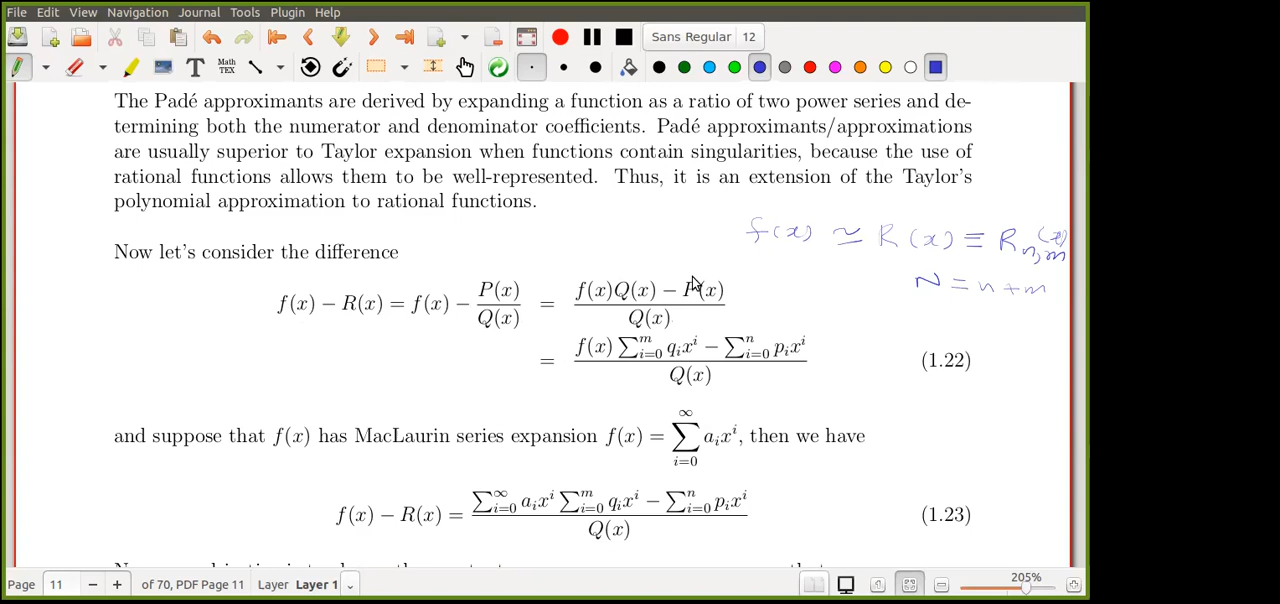 File Edit View Navigation Journal Tools Plugin Help
Sans Regular 12
T Math TEX
The Padé approximants are derived by expanding a function as a ratio of two power series and de-
termining both the numerator and denominator coefficients. Padé approximants/approximations
are usually superior to Taylor expansion when functions contain singularities, because the use of
rational functions allows them to be well-represented. Thus, it is an extension of the Taylor's
polynomial approximation to rational functions.
f(x) ≃ R(x) ≡ R_{n,m}(x)
Now let's consider the difference
N = n + m
f(x) − R(x) = f(x) − P(x)/Q(x) = (f(x)Q(x) − P(x))/Q(x)
= (f(x) ∑_{i=0}^{m} q_i x^i − ∑_{i=0}^{n} p_i x^i)/Q(x) (1.22)
and suppose that f(x) has MacLaurin series expansion f(x) = ∑_{i=0}^{∞} a_i x^i, then we have
f(x) − R(x) = (∑_{i=0}^{∞} a_i x^i ∑_{i=0}^{m} q_i x^i − ∑_{i=0}^{n} p_i x^i)/Q(x) (1.23)
Page 11 − + of 70, PDF Page 11 Layer Layer 1 205%